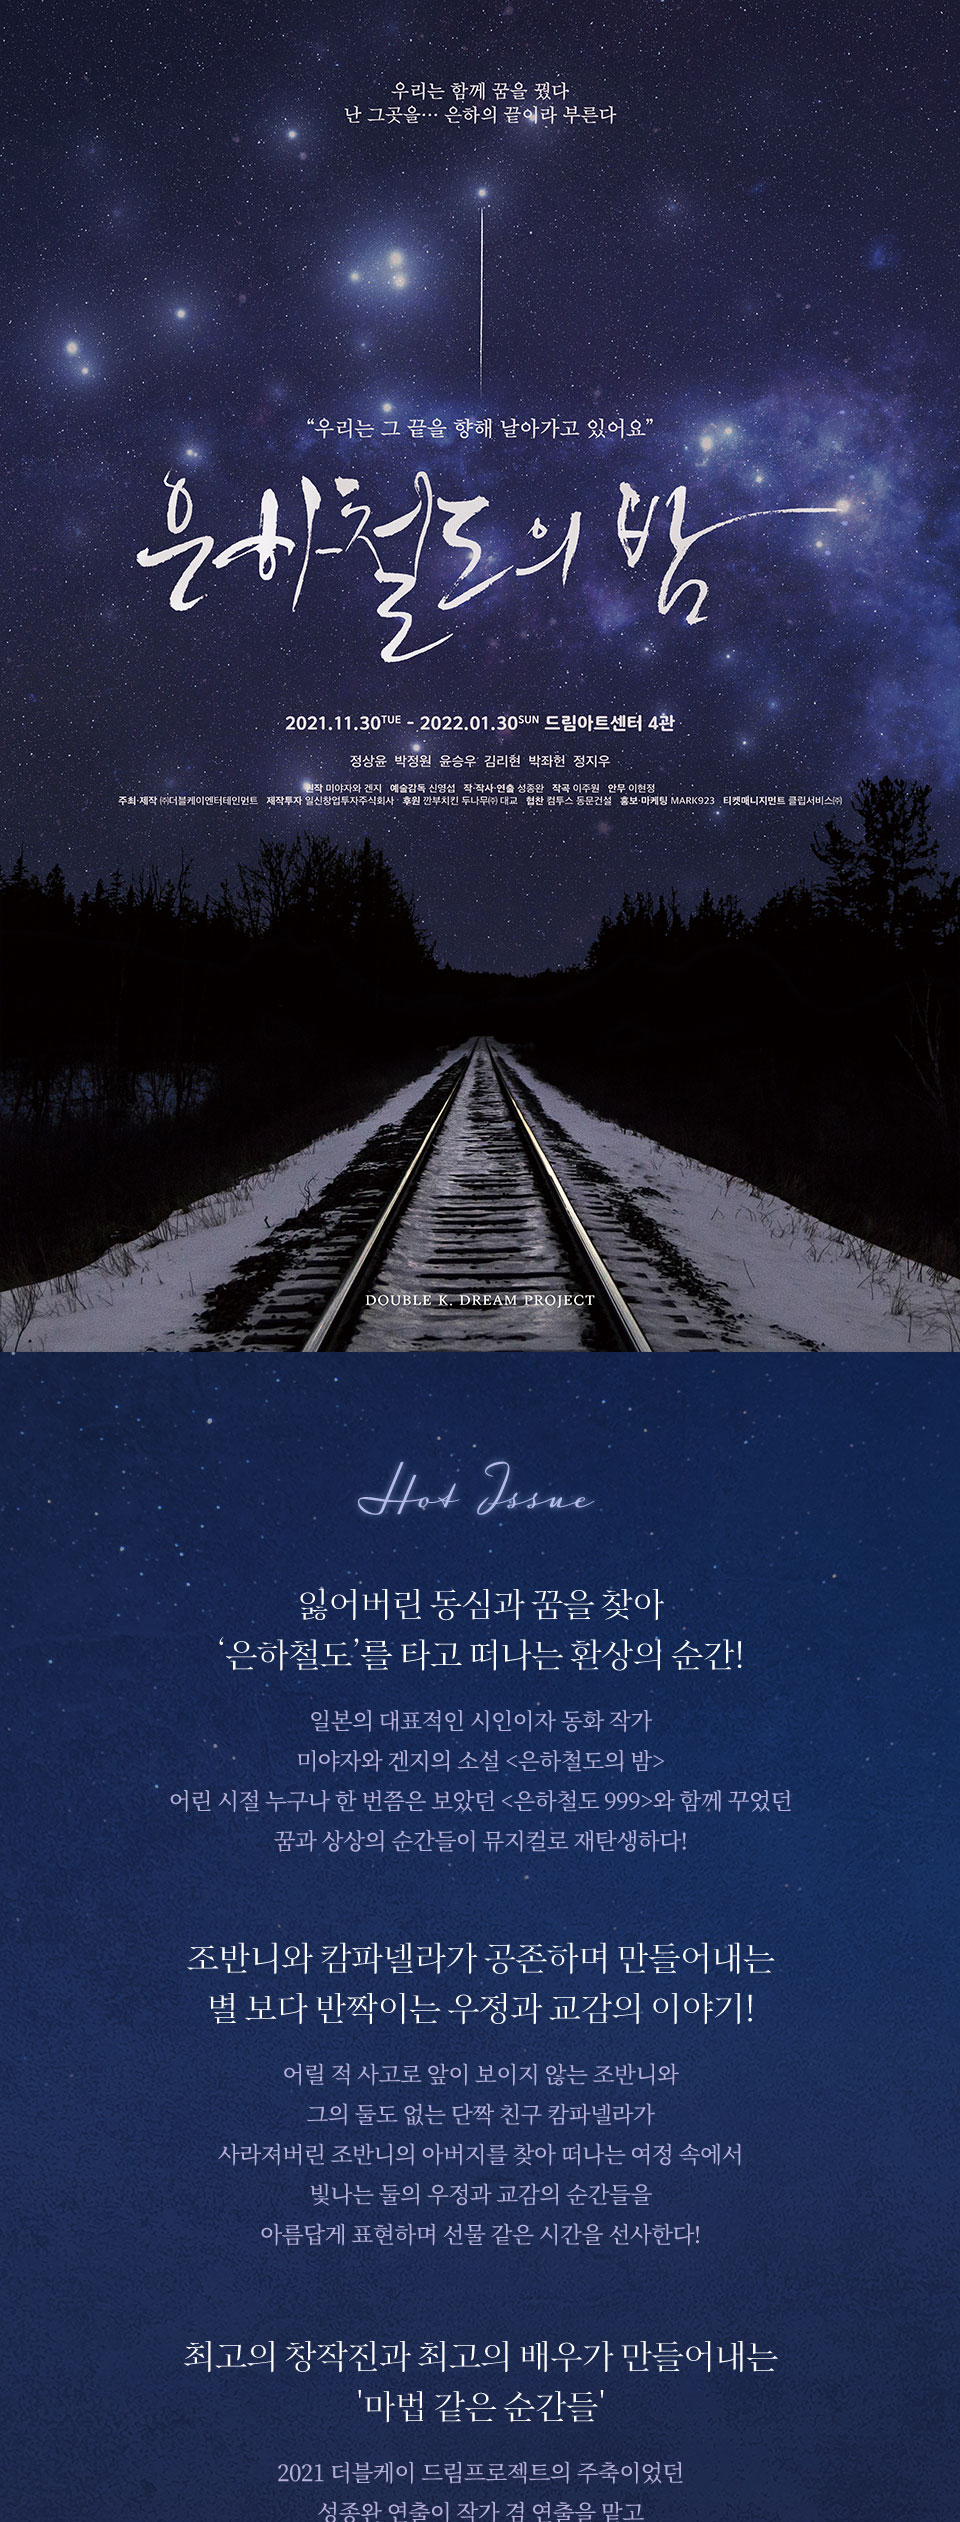 우리는 함께 꿈을 꿨다
난 그곳을… 은하의 끝이라 부른다
“우리는 그 끝을 향해 날아가고 있어요”
은하철도의 밤
2021.11.30TUE - 2022.01.30SUN 드림아트센터 4관
정상윤 박정원 윤승우 김리현 박좌헌 정지우
원작 미야자와 겐지 예술감독 신영섭 작·작사·연출 성종완 작곡 이주원 안무 이현정
주최·제작 ㈜더블케이엔터테인먼트 제작투자 일신창업투자주식회사 후원 깐부치킨 두나무㈜ 대교 협찬 컴투스 동문건설 홍보·마케팅 MARK923 티켓매니지먼트 클립서비스㈜
DOUBLE K. DREAM PROJECT
Hot Issue
잃어버린 동심과 꿈을 찾아
‘은하철도’를 타고 떠나는 환상의 순간!
일본의 대표적인 시인이자 동화 작가
미야자와 겐지의 소설 <은하철도의 밤>
어린 시절 누구나 한 번쯤은 보았던 <은하철도 999>와 함께 꾸었던
꿈과 상상의 순간들이 뮤지컬로 재탄생하다!
조반니와 캄파넬라가 공존하며 만들어내는
별 보다 반짝이는 우정과 교감의 이야기!
어릴 적 사고로 앞이 보이지 않는 조반니와
그의 둘도 없는 단짝 친구 캄파넬라가
사라져버린 조반니의 아버지를 찾아 떠나는 여정 속에서
빛나는 둘의 우정과 교감의 순간들을
아름답게 표현하며 선물 같은 시간을 선사한다!
최고의 창작진과 최고의 배우가 만들어내는
'마법 같은 순간들'
2021 더블케이 드림프로젝트의 주축이었던
성종완 연출이 작가 겸 연출을 맡고